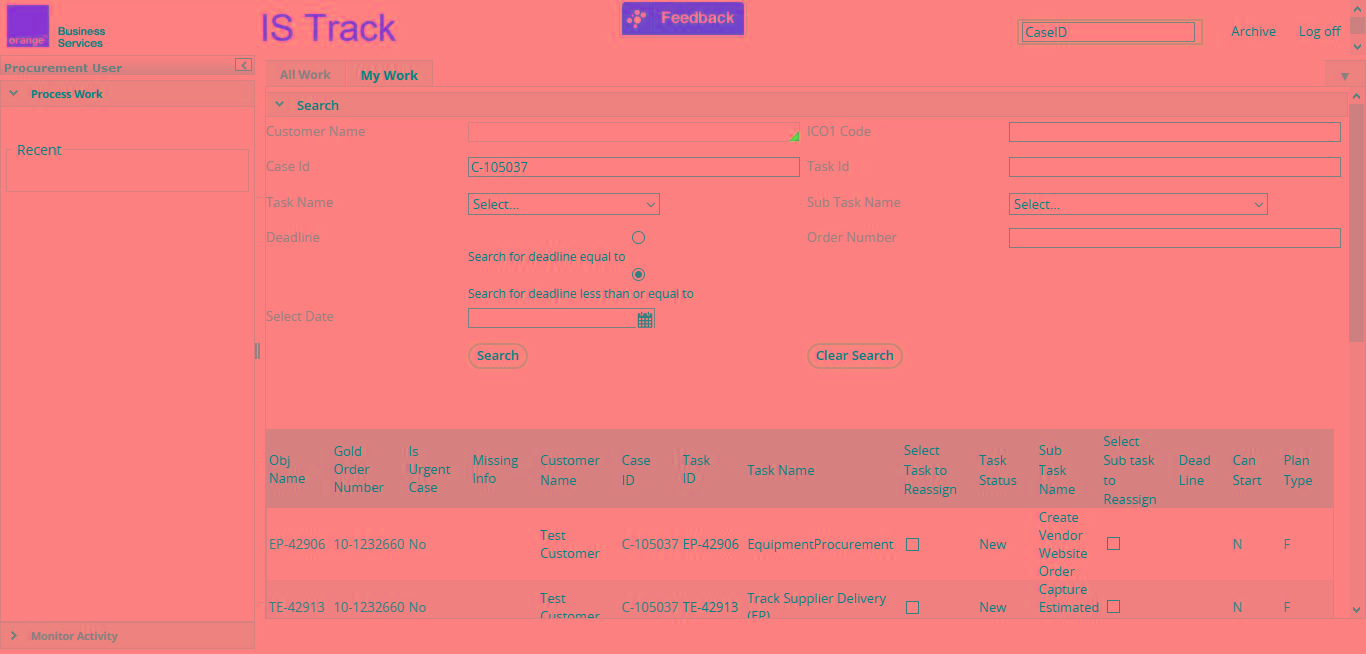 orange™
Business
Services
IS Track
Feedback
CaseID
Archive
Log off
Procurement User
Process Work
Recent
Monitor Activity
All Work
My Work
Search
Customer Name
ICO1 Code
Case Id
C-105037
Task Id
Task Name
Select...
Sub Task Name
Select...
Deadline
Search for deadline equal to
Search for deadline less than or equal to
Order Number
Select Date
Search
Clear Search
Obj Name
Gold Order Number
Is Urgent Case
Missing Info
Customer Name
Case ID
Task ID
Task Name
Select Task to Reassign
Task Status
Sub Task Name
Select Sub task to Reassign
Dead Line
Can Start
Plan Type
EP-42906 10-1232660 No Test Customer C-105037 EP-42906 EquipmentProcurement New Create Vendor Website Order N F
TE-42913 10-1232660 No Test Customer C-105037 TE-42913 Track Supplier Delivery (EP) New Capture Estimated N F